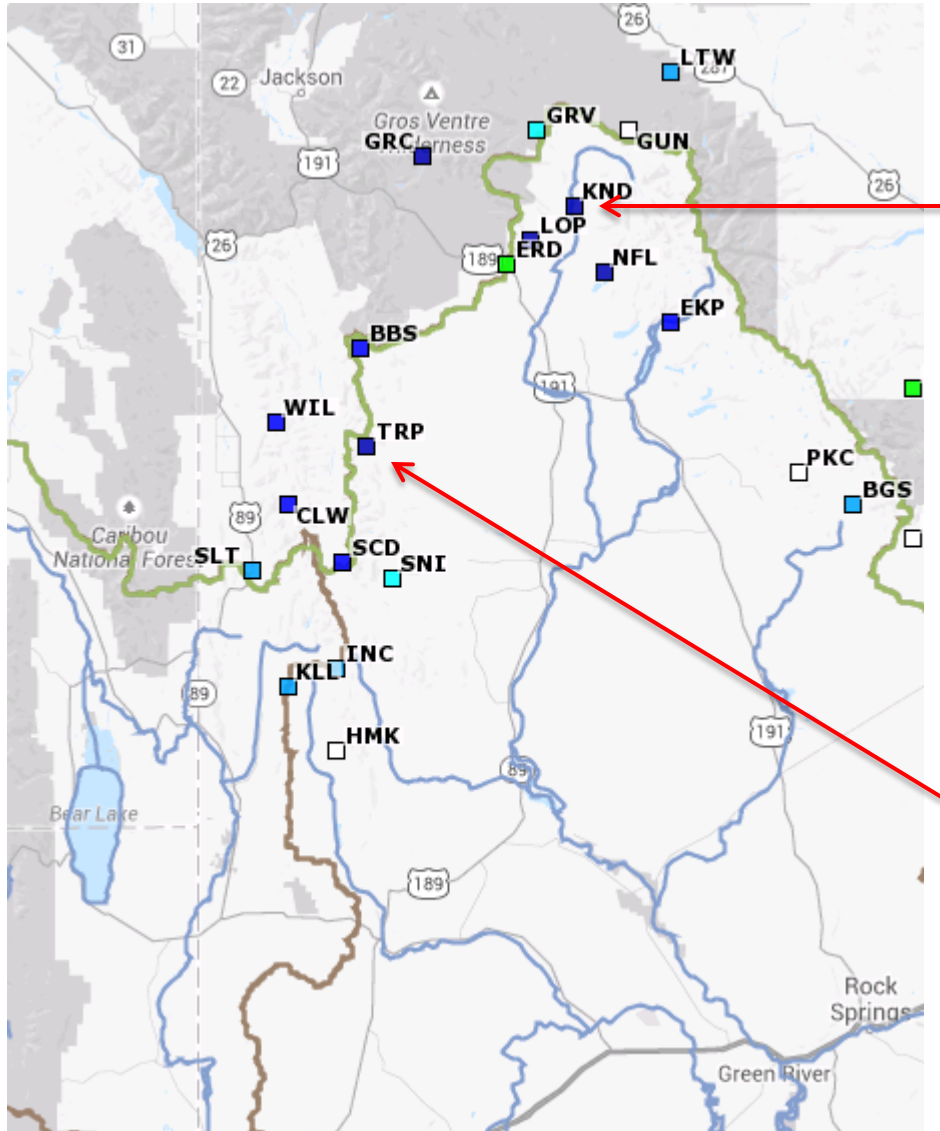 26
LTW
31
287
22
Jackson
GRV
GUN
Gros Ventre
Wilderness
GRC
191
26
KND
LOP
26
ERD
189
NFL
EKP
BBS
191
WIL
TRP
PKC
BGS
CLW
89
Caribou
National Forest
SCD
SLT
SNI
INC
KLL
89
HMK
191
89
Bear Lake
189
Rock
Springs
Green River